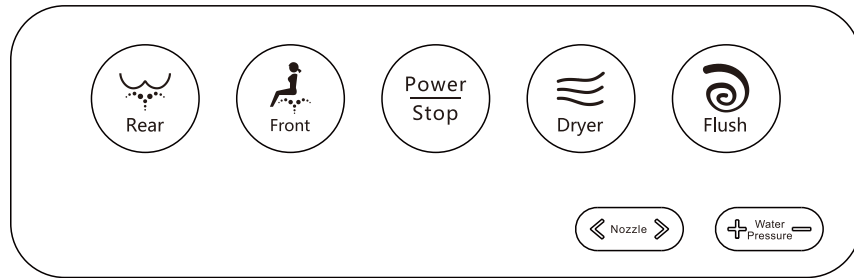 Rear
Front
Power
Stop
Dryer
Flush
Nozzle
Water
Pressure